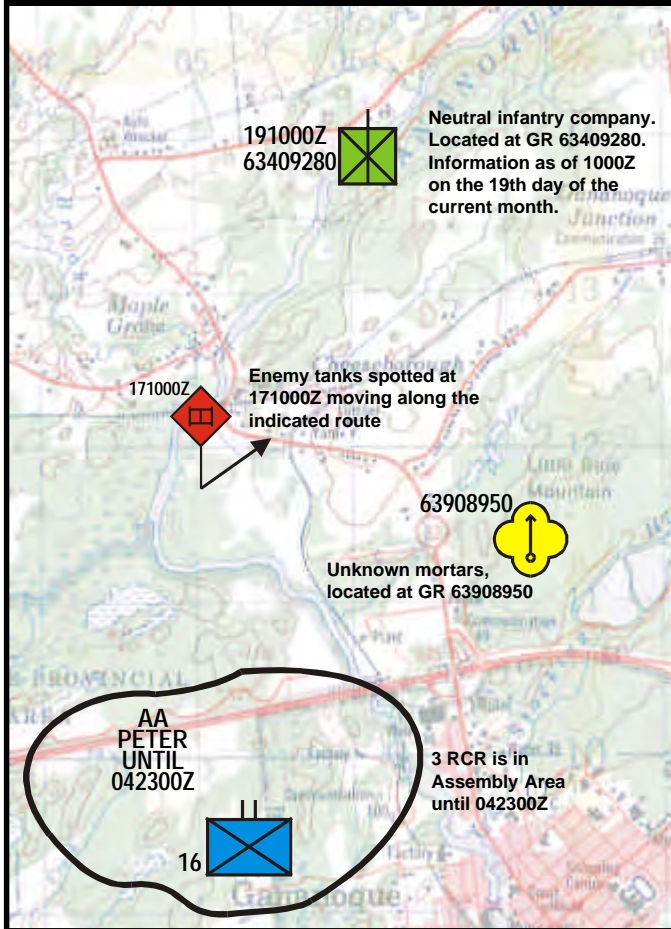 191000Z
63409280
Neutral infantry company.
Located at GR 63409280.
Information as of 1000Z
on the 19th day of the
current month.
Junction
Maple
Grove
171000Z
Enemy tanks spotted at
171000Z moving along the
indicated route
Mountain
63908950
Unknown mortars,
located at GR 63908950
PROVINCIAL
AA
PETER
UNTIL
042300Z
3 RCR is in
Assembly Area
until 042300Z
16
Gananoque